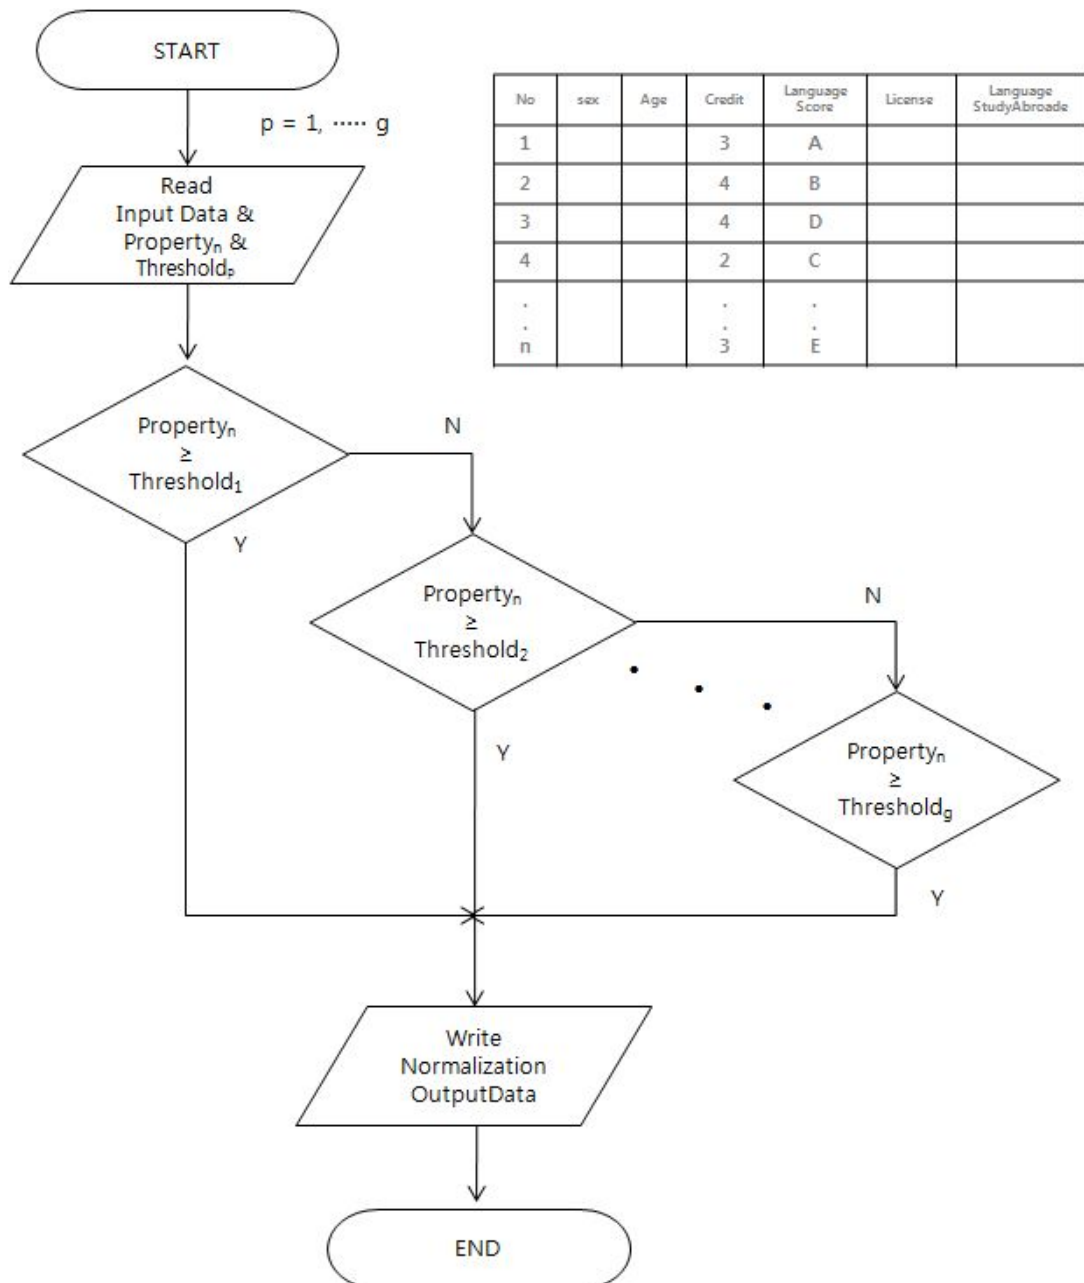 START
p = 1, ····· g
Read
Input Data &
Propertyₙ &
Thresholdₚ
No sex Age Credit Language Score License Language StudyAbroade
1 3 A
2 4 B
3 4 D
4 2 C
. . .
. . .
n 3 E
Propertyₙ
≥
Threshold₁
N
Y
Propertyₙ
≥
Threshold₂
N
Y
• • •
Propertyₙ
≥
Threshold_g
Y
Write
Normalization
OutputData
END